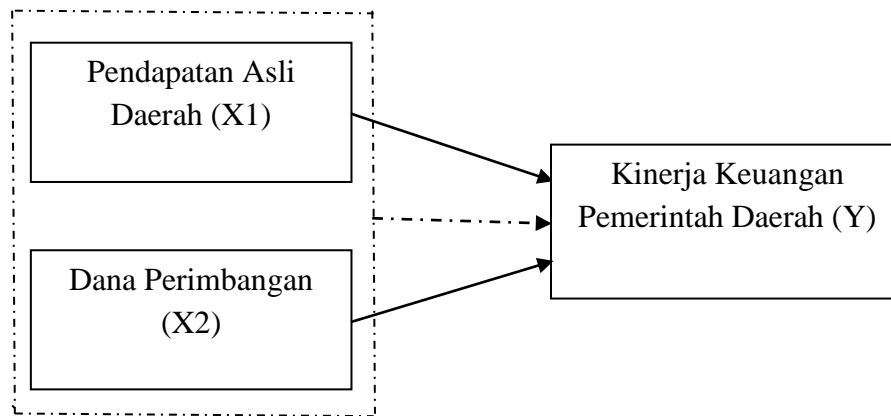 Pendapatan Asli
Daerah (X1)
Kinerja Keuangan
Pemerintah Daerah (Y)
Dana Perimbangan
(X2)